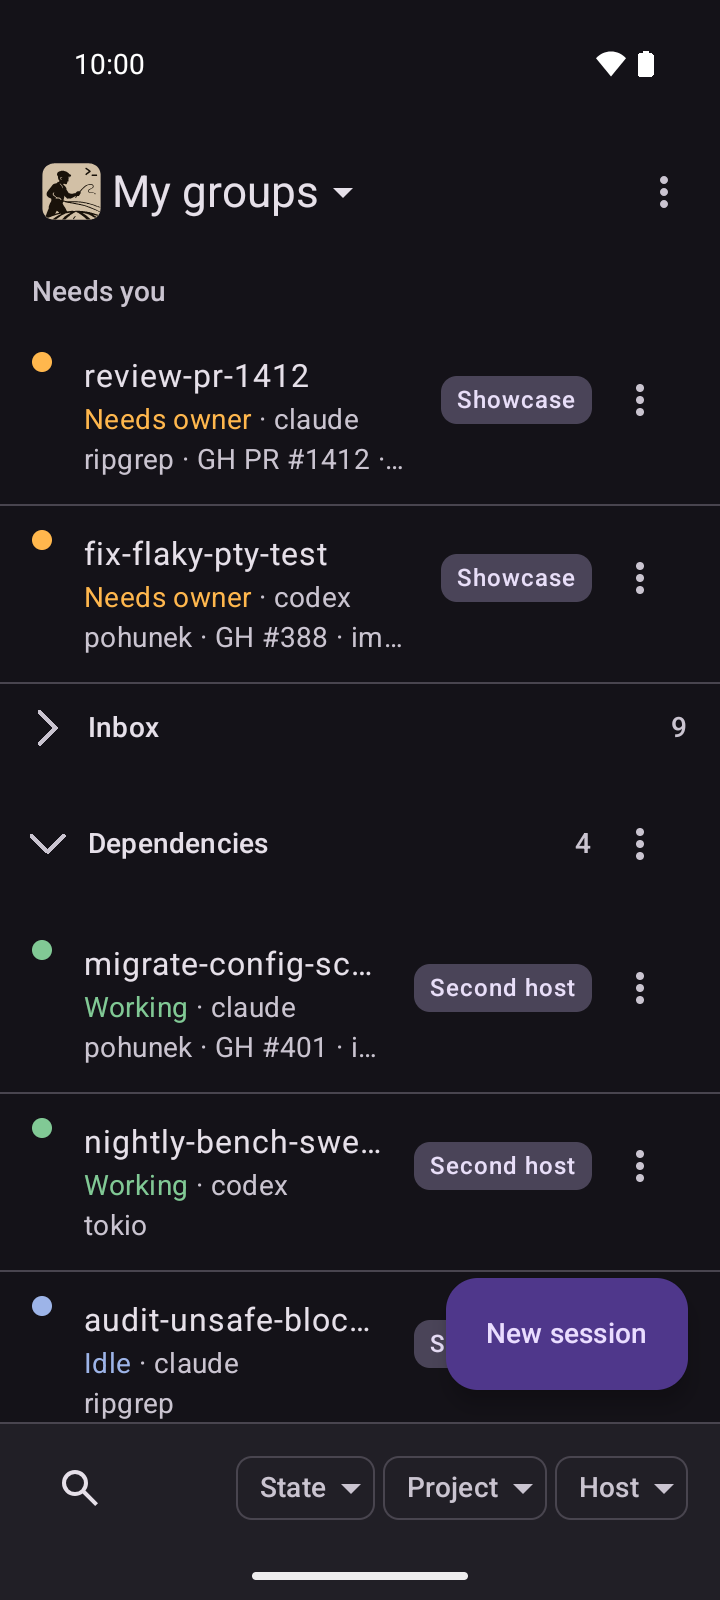 10:00
My groups
Needs you
review-pr-1412
Needs owner · claude
ripgrep · GH PR #1412 ·…
Showcase
fix-flaky-pty-test
Needs owner · codex
pohunek · GH #388 · im…
Showcase
Inbox
9
Dependencies
4
migrate-config-sc…
Working · claude
pohunek · GH #401 · i…
Second host
nightly-bench-swe…
Working · codex
tokio
Second host
audit-unsafe-bloc…
Idle · claude
ripgrep
S
New session
State
Project
Host